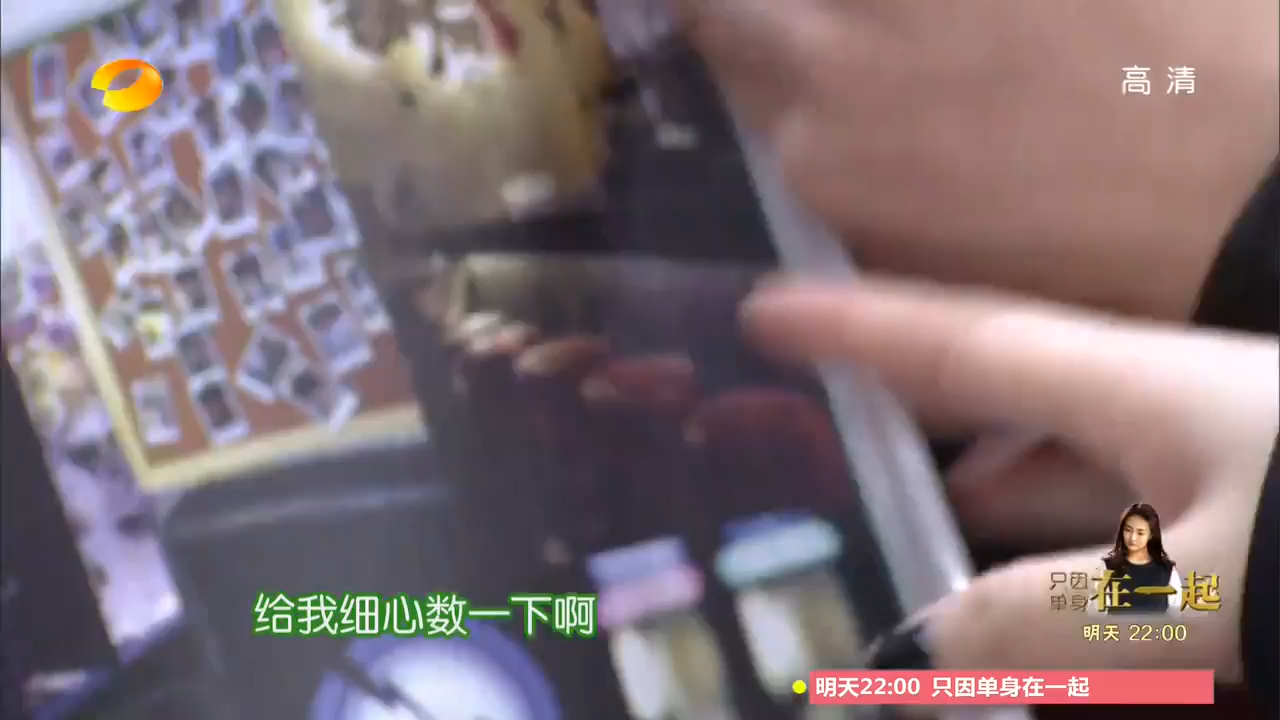 高清
给我细心数一下啊
只因
单身
在一起
明天 22:00
明天22:00 只因单身在一起